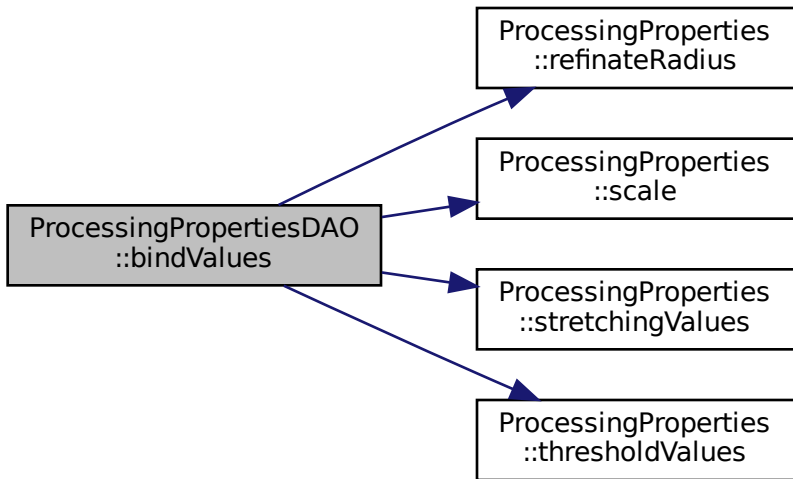 ProcessingProperties
::refinateRadius
ProcessingProperties
::scale
ProcessingPropertiesDAO
::bindValues
ProcessingProperties
::stretchingValues
ProcessingProperties
::thresholdValues